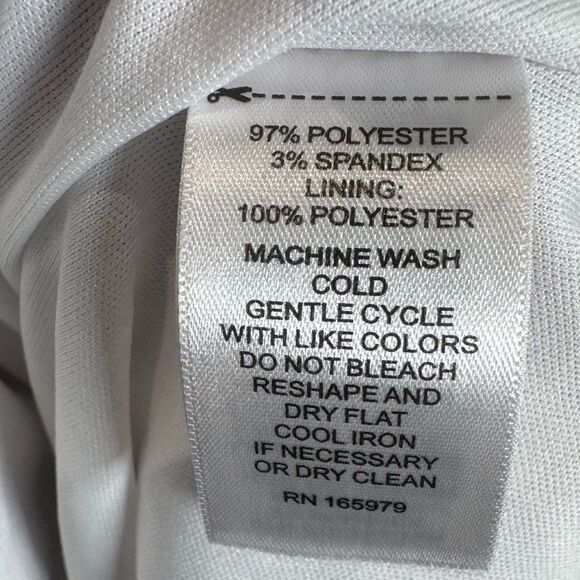 97% POLYESTER
3% SPANDEX
LINING:
100% POLYESTER
MACHINE WASH
COLD
GENTLE CYCLE
WITH LIKE COLORS
DO NOT BLEACH
RESHAPE AND
DRY FLAT
COOL IRON
IF NECESSARY
OR DRY CLEAN
RN 165979